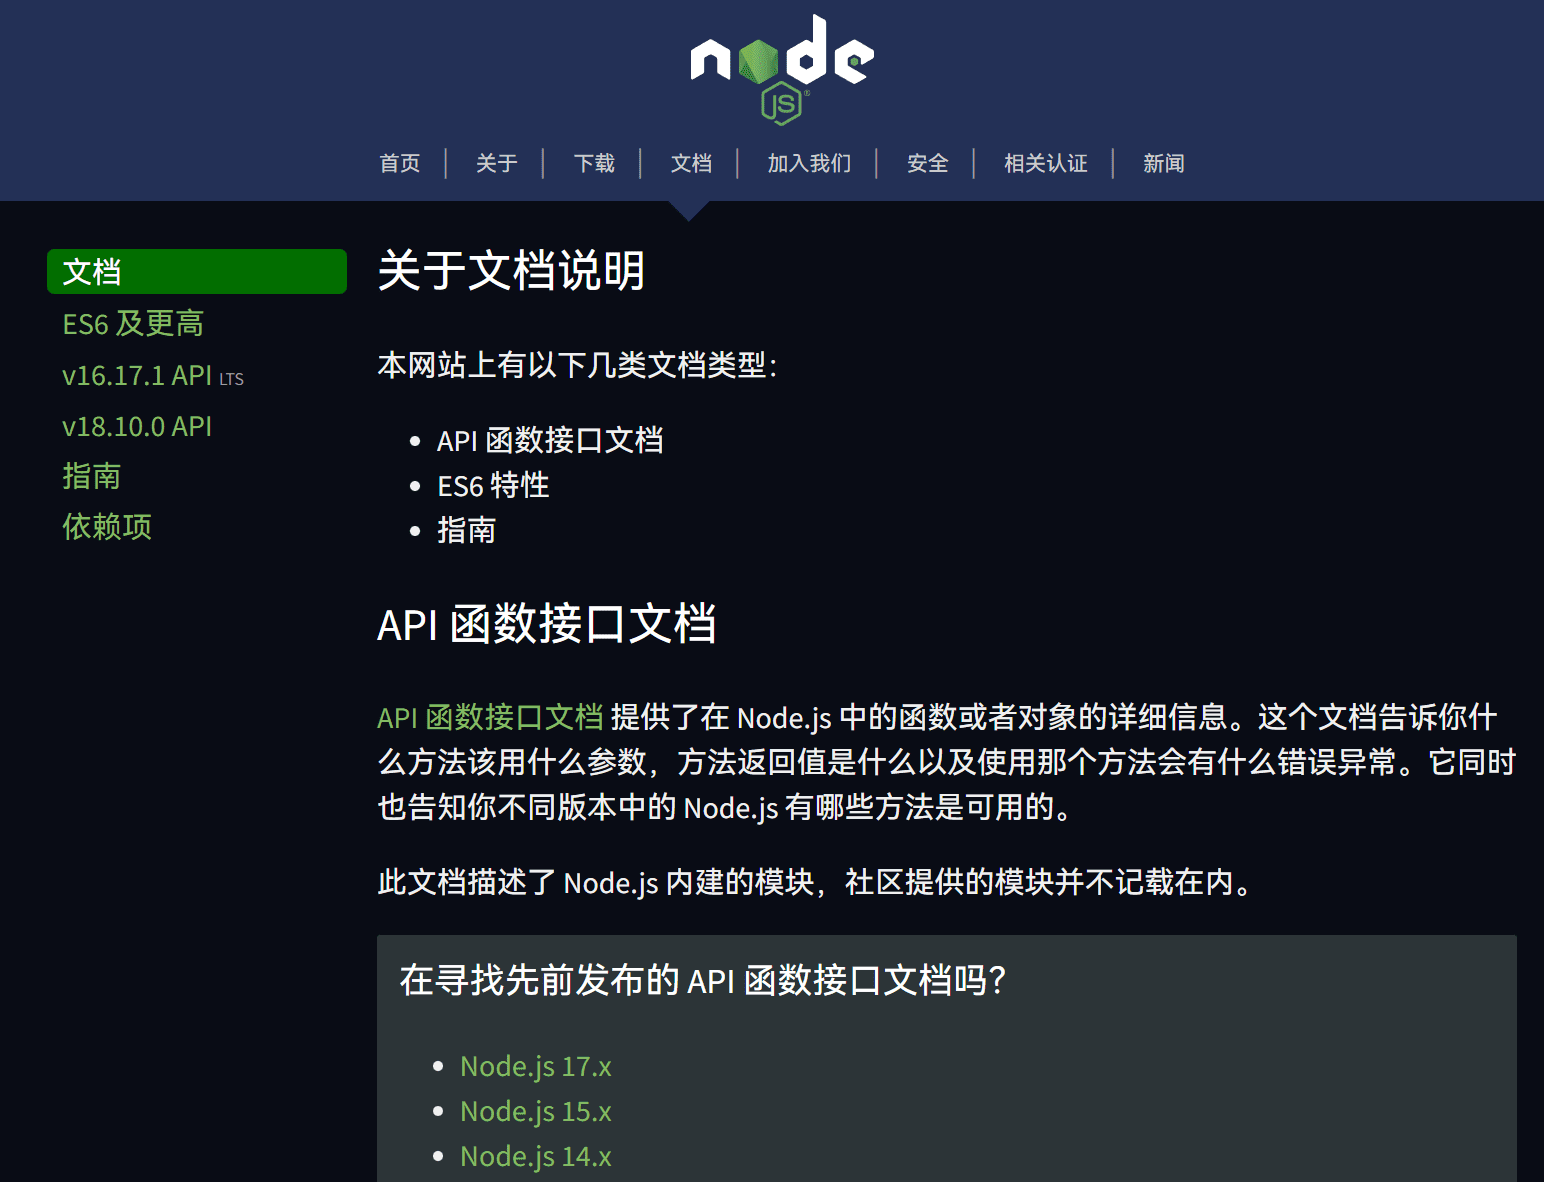 node
JS®
首页 关于 下载 文档 加入我们 安全 相关认证 新闻
文档
ES6 及更高
v16.17.1 API LTS
v18.10.0 API
指南
依赖项
关于文档说明
本网站上有以下几类文档类型：
API 函数接口文档
ES6 特性
指南
API 函数接口文档
API 函数接口文档 提供了在 Node.js 中的函数或者对象的详细信息。这个文档告诉你什
么方法该用什么参数，方法返回值是什么以及使用那个方法会有什么错误异常。它同时
也告知你不同版本中的 Node.js 有哪些方法是可用的。
此文档描述了 Node.js 内建的模块，社区提供的模块并不记载在内。
在寻找先前发布的 API 函数接口文档吗？
Node.js 17.x
Node.js 15.x
Node.js 14.x